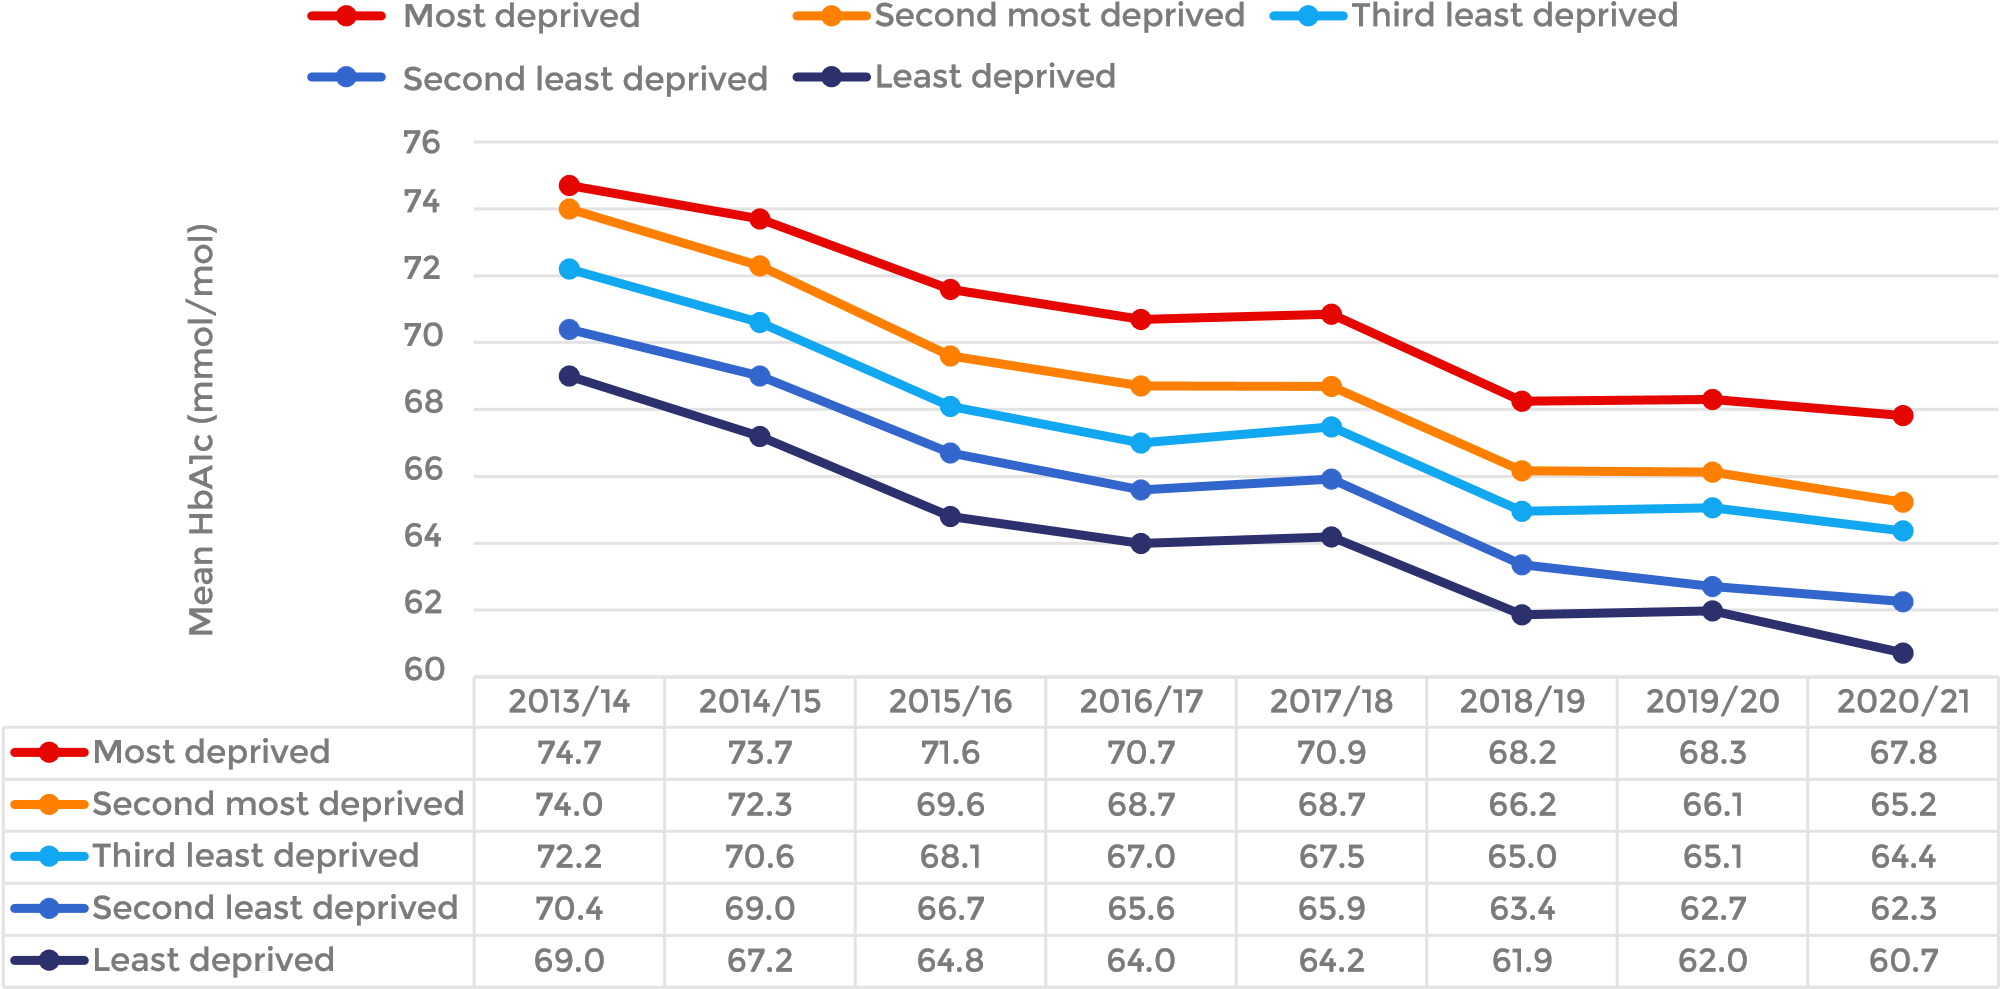 Most deprived Second most deprived Third least deprived
Second least deprived Least deprived
Mean HbA1c (mmol/mol)
76
74
72
70
68
66
64
62
60
2013/14 2014/15 2015/16 2016/17 2017/18 2018/19 2019/20 2020/21
Most deprived 74.7 73.7 71.6 70.7 70.9 68.2 68.3 67.8
Second most deprived 74.0 72.3 69.6 68.7 68.7 66.2 66.1 65.2
Third least deprived 72.2 70.6 68.1 67.0 67.5 65.0 65.1 64.4
Second least deprived 70.4 69.0 66.7 65.6 65.9 63.4 62.7 62.3
Least deprived 69.0 67.2 64.8 64.0 64.2 61.9 62.0 60.7